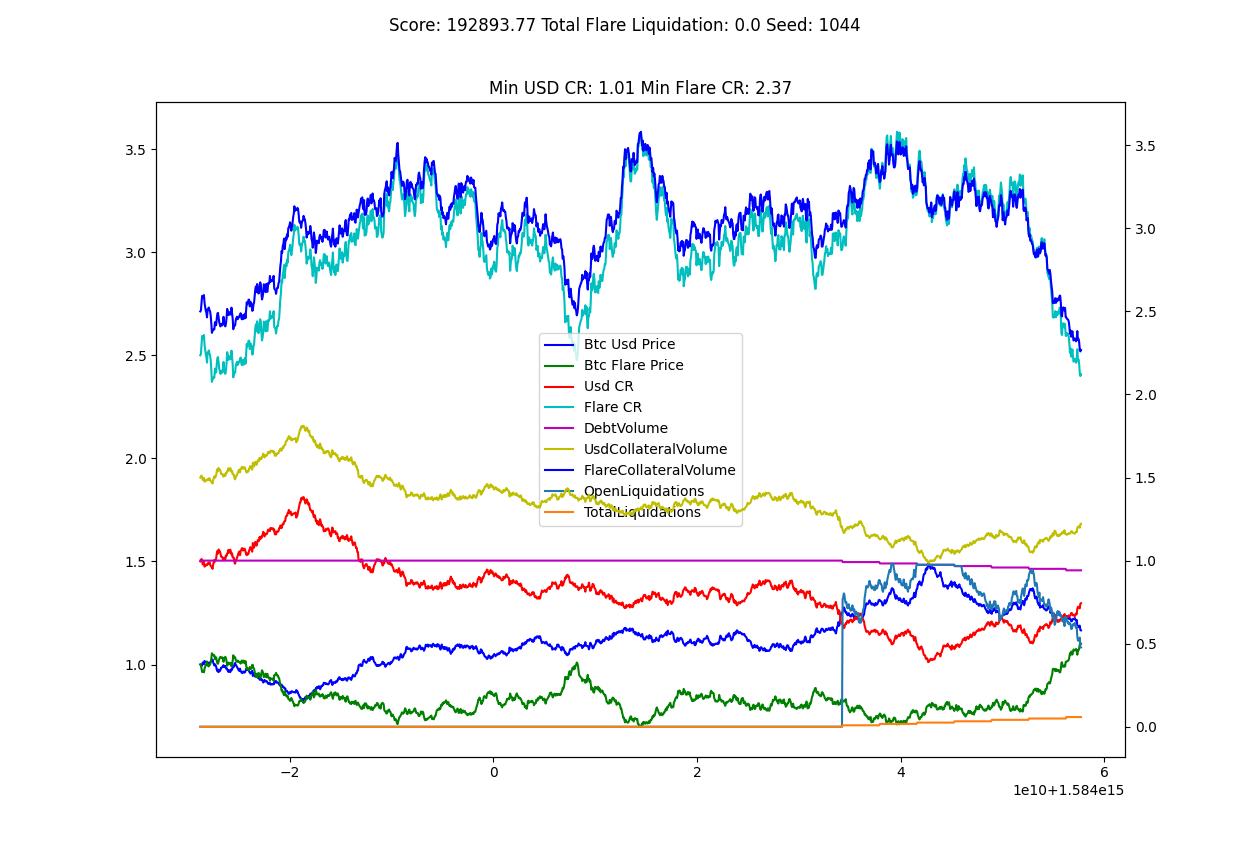 Score: 192893.77 Total Flare Liquidation: 0.0 Seed: 1044
Min USD CR: 1.01 Min Flare CR: 2.37
3.5
3.0
2.5
2.0
1.5
1.0
3.5
3.0
2.5
2.0
1.5
1.0
0.5
0.0
Btc Usd Price
Btc Flare Price
Usd CR
Flare CR
DebtVolume
UsdCollateralVolume
FlareCollateralVolume
OpenLiquidations
TotalLiquidations
−2 0 2 4 6
1e10+1.584e15